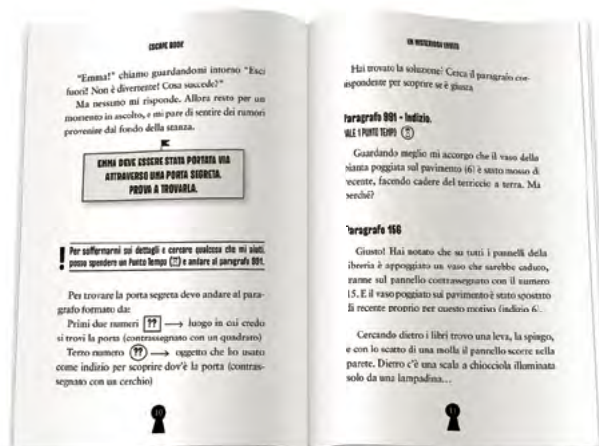 ESCAPE BOOK
"Emma!" chiamo guardandomi intorno "Esci
fuori! Non è divertente! Cosa succede?"
Ma nessuno mi risponde. Allora resto per un
momento in ascolto, e mi pare di sentire dei rumori
provenire dal fondo della stanza.
EMMA DEVE ESSERE STATA PORTATA VIA
ATTRAVERSO UNA PORTA SEGRETA.
PROVA A TROVARLA.
! Per soffermarmi sui dettagli e cercare qualcosa che mi aiuti,
posso spendere un Punto Tempo (⌛) e andare al paragrafo 991.
Per trovare la porta segreta devo andare al para-
grafo formato da:
Primi due numeri ?? → luogo in cui credo
si trovi la porta (contrassegnato con un quadrato)
Terzo numero ?? → oggetto che ho usato
come indizio per scoprire dov'è la porta (contras-
segnato con un cerchio)
10
UN MISTERIOSO INVITO
Hai trovato la soluzione? Cerca il paragrafo cor-
rispondente per scoprire se è giusta
Paragrafo 991 - Indizio.
VALE 1 PUNTO TEMPO (⌛)
Guardando meglio mi accorgo che il vaso della
pianta poggiata sul pavimento (6) è stato mosso di
recente, facendo cadere del terriccio a terra. Ma
perché?
Paragrafo 156
Giusto! Hai notato che su tutti i pannelli della
libreria è appoggiato un vaso che sarebbe caduto,
tranne sul pannello contrassegnato con il numero
15. E il vaso poggiato sul pavimento è stato spostato
di recente proprio per questo motivo (indizio 6).
Cercando dietro i libri trovo una leva, la spingo,
e con lo scatto di una molla il pannello scorre nella
parete. Dietro c'è una scala a chiocciola illuminata
solo da una lampadina...
11